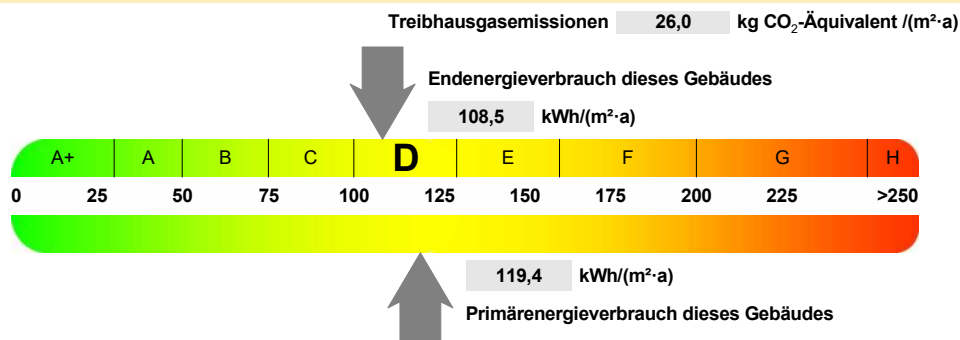 Treibhausgasemissionen 26,0 kg CO₂-Äquivalent /(m²·a)
Endenergieverbrauch dieses Gebäudes
108,5 kWh/(m²·a)
A+ A B C D E F G H
0 25 50 75 100 125 150 175 200 225 >250
119,4 kWh/(m²·a)
Primärenergieverbrauch dieses Gebäudes